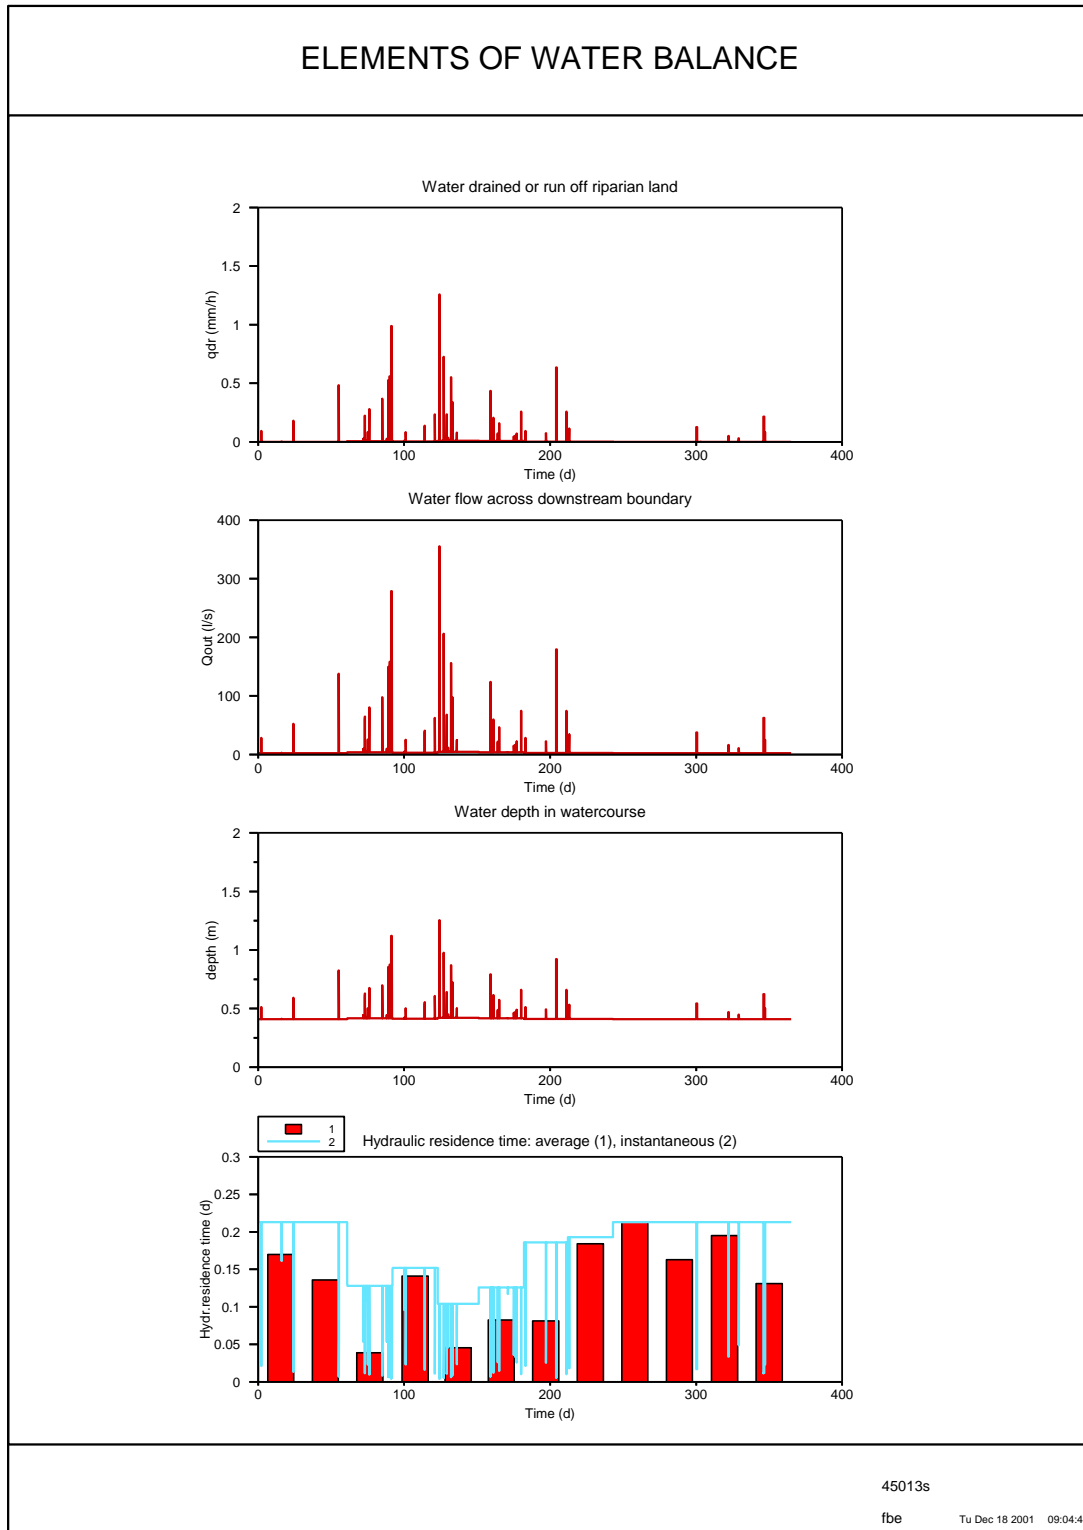 ELEMENTS OF WATER BALANCE
Water drained or run off riparian land
2
1.5
1
0.5
0
qdr (mm/h)
0 100 200 300 400
Time (d)
Water flow across downstream boundary
400
300
200
100
0
Qout (l/s)
0 100 200 300 400
Time (d)
Water depth in watercourse
2
1.5
1
0.5
0
depth (m)
0 100 200 300 400
Time (d)
1
2
Hydraulic residence time: average (1), instantaneous (2)
0.3
0.25
0.2
0.15
0.1
0.05
0
Hydr.residence time (d)
0 100 200 300 400
Time (d)
45013s
fbe Tu Dec 18 2001 09:04:4